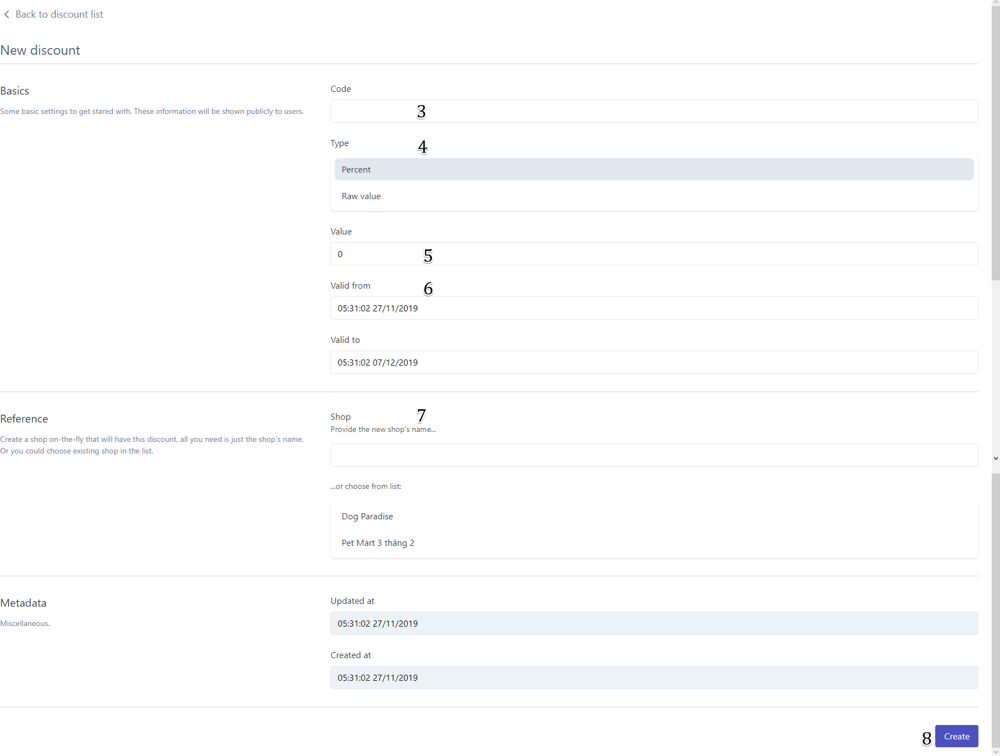 Back to discount list
New discount
Basics
Some basic settings to get stared with. These information will be shown publicly to users.
Code
3
Type
4
Percent
Raw value
Value
0
5
Valid from
6
05:31:02 27/11/2019
Valid to
05:31:02 07/12/2019
Reference
Create a shop on-the-fly that will have this discount, all you need is just the shop's name.
Or you could choose existing shop in the list.
Shop
7
Provide the new shop's name...
...or choose from list:
Dog Paradise
Pet Mart 3 tháng 2
Metadata
Miscellaneous.
Updated at
05:31:02 27/11/2019
Created at
05:31:02 27/11/2019
8
Create